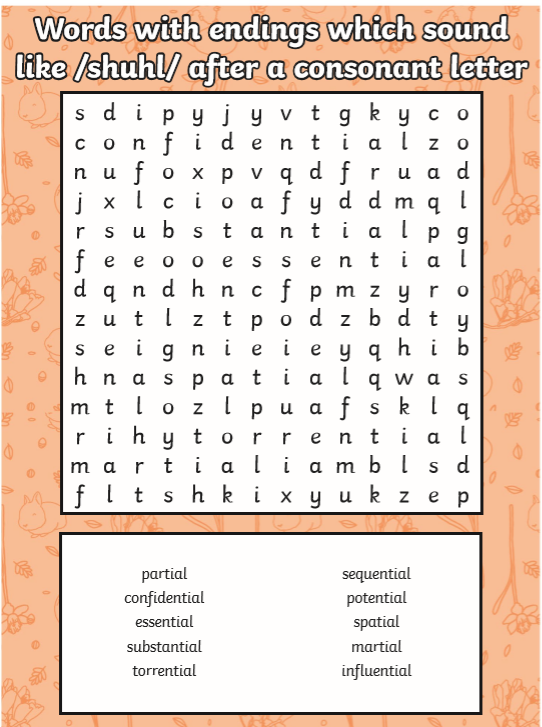 Words with endings which sound
like /shuhl/ after a consonant letter
s d i p y j y v t g k y c o
c o n f i d e n t i a l z o
n u f o x p v q d f r u a d
j x l c i o a f y d d m q l
r s u b s t a n t i a l p g
f e e o o e s s e n t i a l
d q n d h n c f p m z y r o
z u t l z t p o d z b d t y
s e i g n i e i e y q h i b
h n a s p a t i a l q w a s
m t l o z l p u a f s k l q
r i h y t o r r e n t i a l
m a r t i a l i a m b l s d
f l t s h k i x y u k z e p
partial sequential
confidential potential
essential spatial
substantial martial
torrential influential